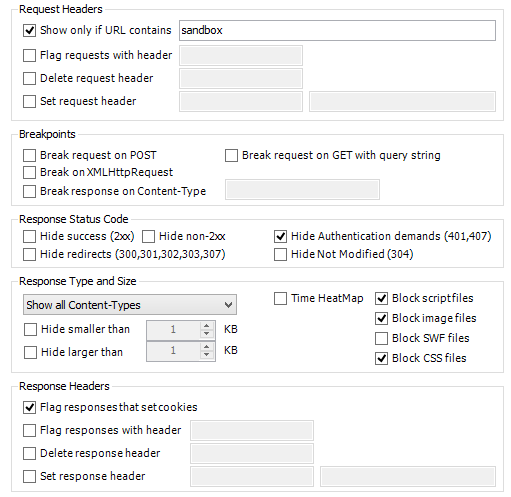 Request Headers
Show only if URL contains sandbox
Flag requests with header
Delete request header
Set request header
Breakpoints
Break request on POST Break request on GET with query string
Break on XMLHttpRequest
Break response on Content-Type
Response Status Code
Hide success (2xx) Hide non-2xx Hide Authentication demands (401,407)
Hide redirects (300,301,302,303,307) Hide Not Modified (304)
Response Type and Size
Show all Content-Types Time HeatMap Block script files
Block image files
Hide smaller than 1 KB
Block SWF files
Hide larger than 1 KB
Block CSS files
Response Headers
Flag responses that set cookies
Flag responses with header
Delete response header
Set response header